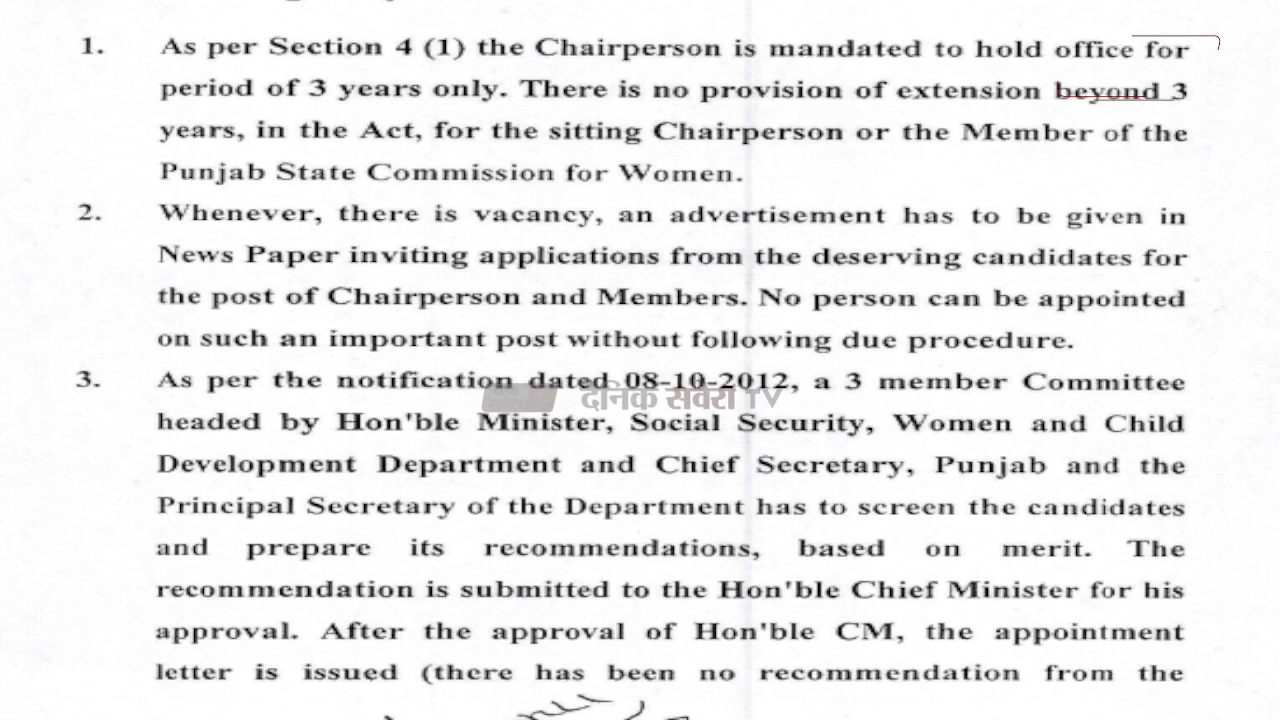 1. As per Section 4 (1) the Chairperson is mandated to hold office for
period of 3 years only. There is no provision of extension beyond 3
years, in the Act, for the sitting Chairperson or the Member of the
Punjab State Commission for Women.
2. Whenever, there is vacancy, an advertisement has to be given in
News Paper inviting applications from the deserving candidates for
the post of Chairperson and Members. No person can be appointed
on such an important post without following due procedure.
3. As per the notification dated 08-10-2012, a 3 member Committee
दैनिक सवेरा TV
headed by Hon'ble Minister, Social Security, Women and Child
Development Department and Chief Secretary, Punjab and the
Principal Secretary of the Department has to screen the candidates
and prepare its recommendations, based on merit. The
recommendation is submitted to the Hon'ble Chief Minister for his
approval. After the approval of Hon'ble CM, the appointment
letter is issued (there has been no recommendation from the